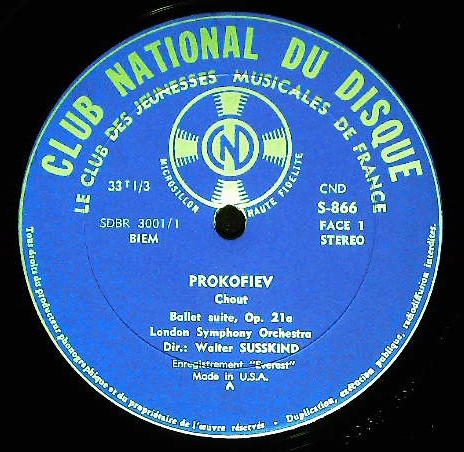 CLUB NATIONAL DU DISQUE
LE CLUB DES JEUNESSES MUSICALES DE FRANCE
CND
MICROSILLON
HAUTE FIDELITE
33 T 1/3
CND
S-866
SDBR 3001/1
FACE 1
BIEM
STEREO
PROKOFIEV
Chout
Ballet suite, Op. 21a
London Symphony Orchestra
Dir.: Walter SUSSKIND
Enregistrement "Everest"
Made in U.S.A.
A
Tous droits du producteur phonographique et du propriétaire de l'œuvre réservés - Duplication, exécution publique, radiodiffusion interdites.